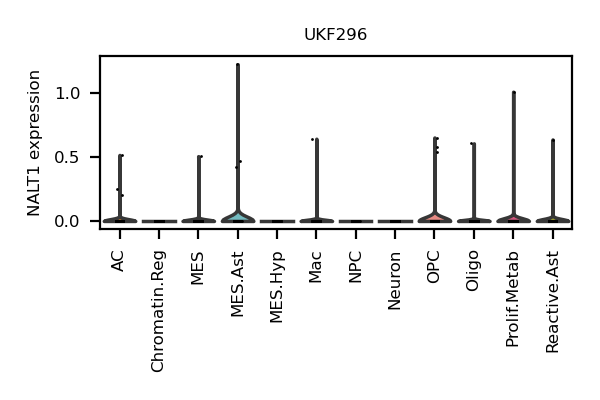 UKF296
NALT1 expression
1.0
0.5
0.0
AC
Chromatin.Reg
MES
MES.Ast
MES.Hyp
Mac
NPC
Neuron
OPC
Oligo
Prolif.Metab
Reactive.Ast